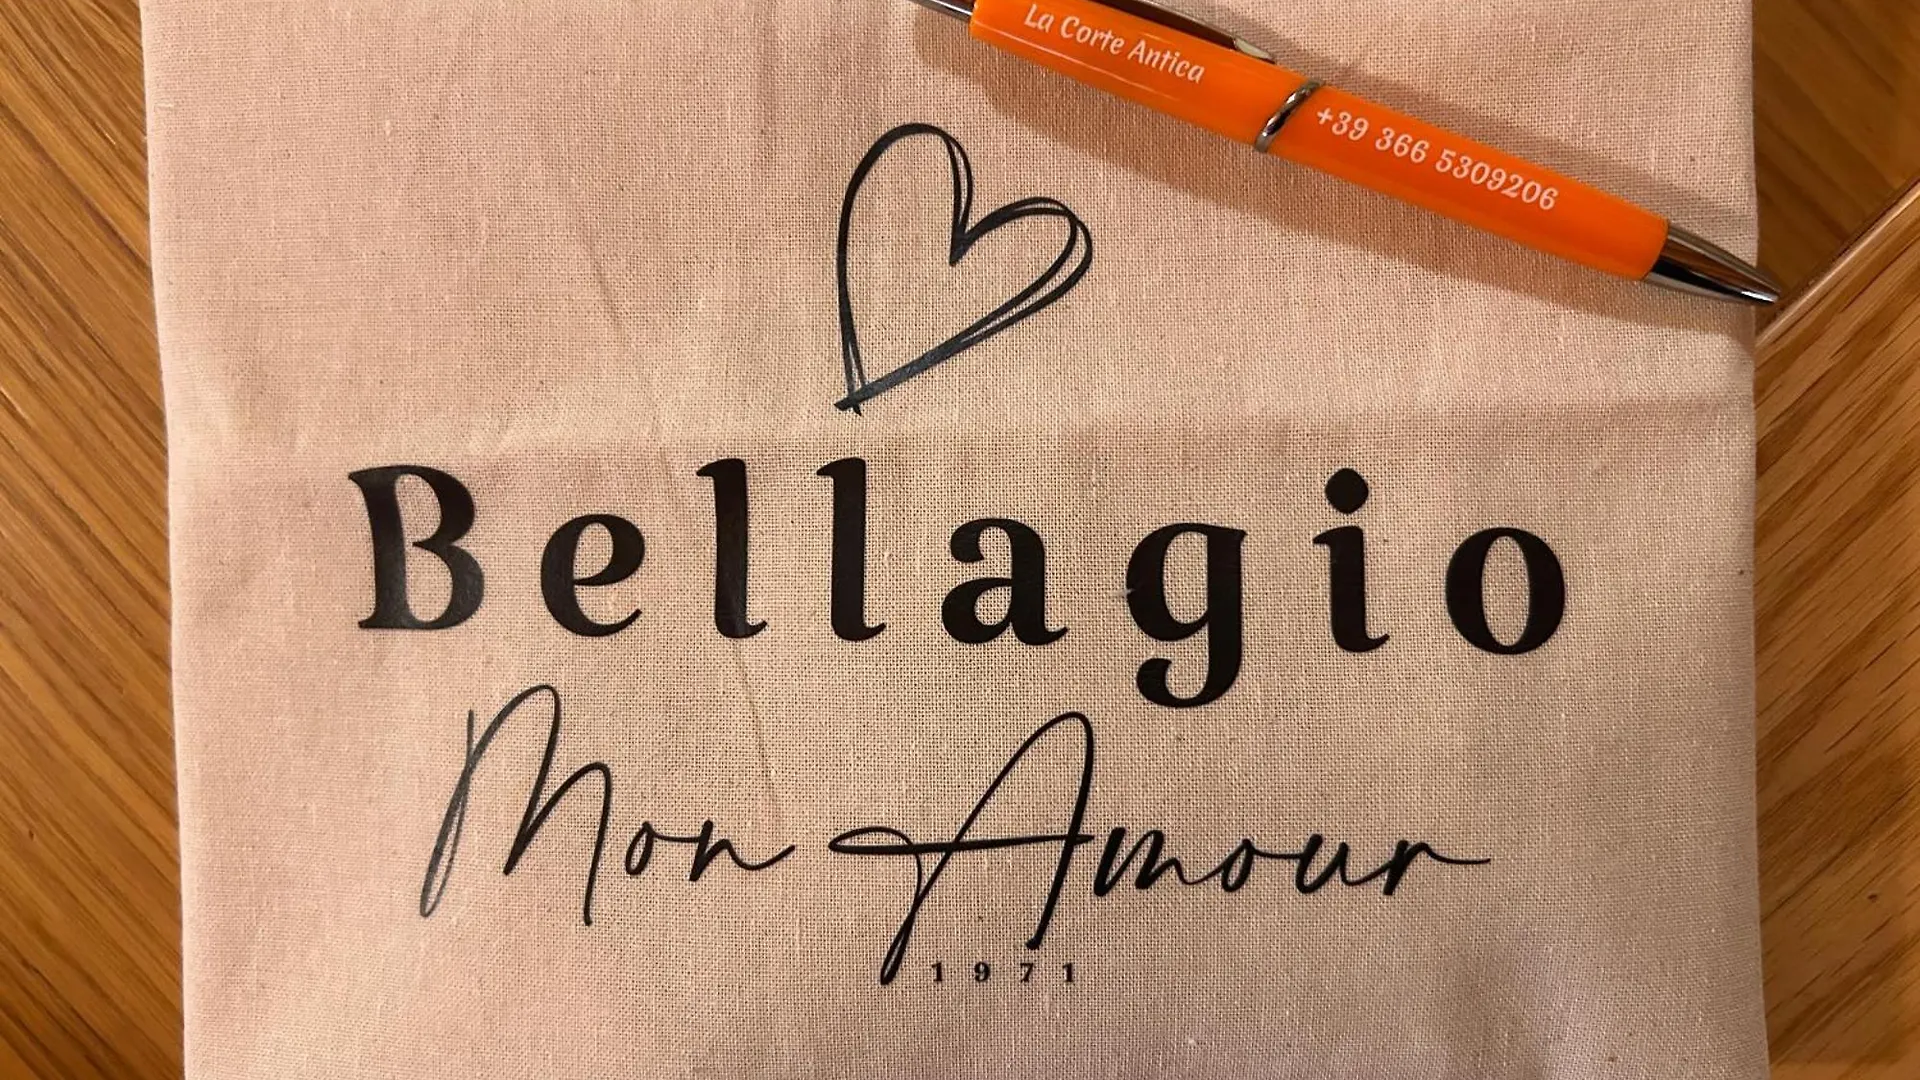 La Corte Antica
+39 366 5309206
Bellagio
Mon Amour
1971